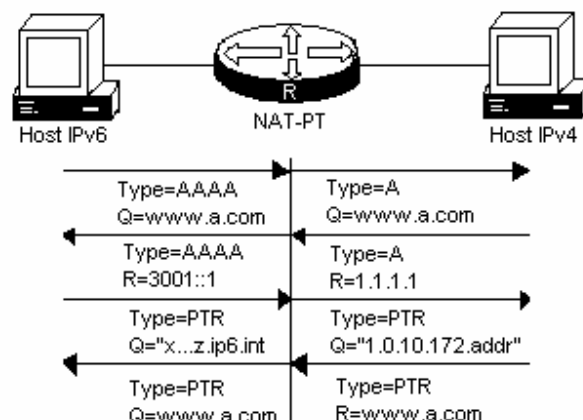 R
Host IPv6
NAT-PT
Host IPv4
Type=AAAA
Q=www.a.com
Type=A
Q=www.a.com
Type=AAAA
R=3001::1
Type=A
R=1.1.1.1
Type=PTR
Q="x...z.ip6.int
Type=PTR
Q="1.0.10.172.addr"
Type=PTR
Q=www.a.com
Type=PTR
R=www.a.com